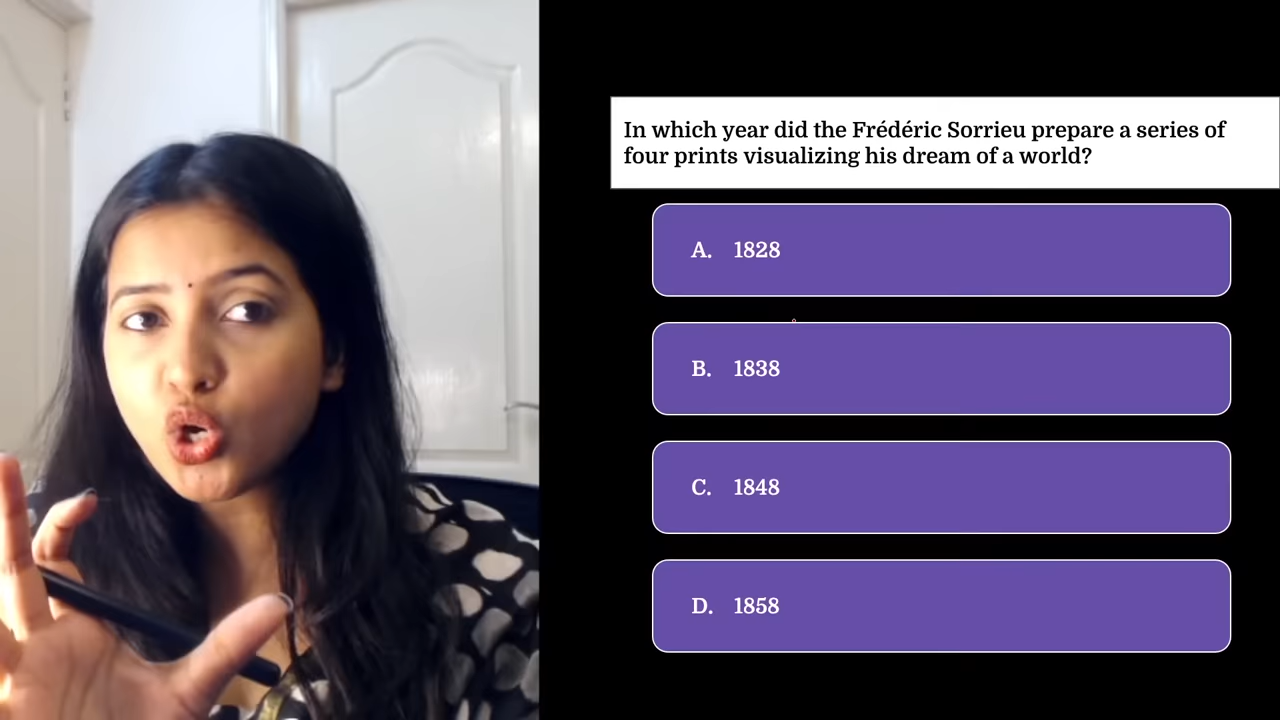 In which year did the Frédéric Sorrieu prepare a series of
four prints visualizing his dream of a world?
A. 1828
B. 1838
C. 1848
D. 1858